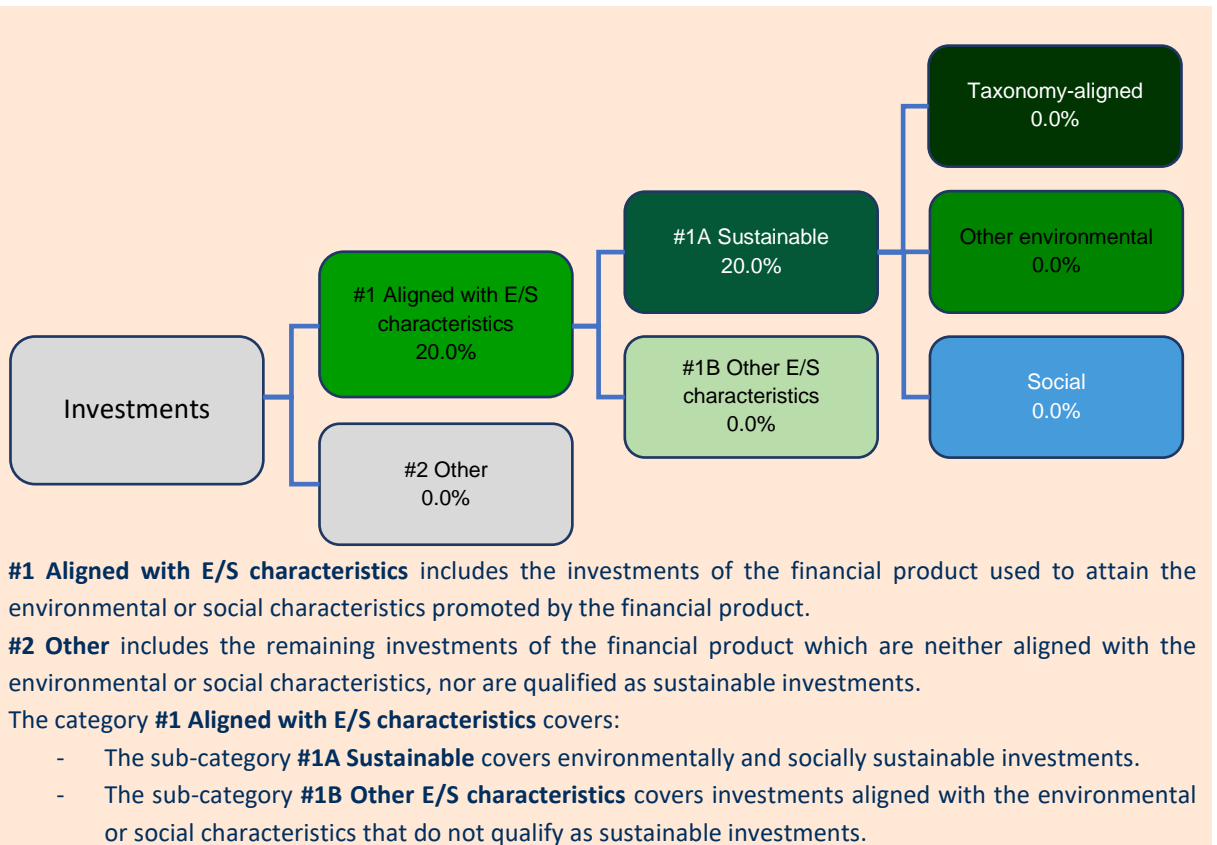 Taxonomy-aligned
0.0%
#1A Sustainable
20.0%
Other environmental
0.0%
#1 Aligned with E/S
characteristics
20.0%
Investments
#1B Other E/S
characteristics
0.0%
Social
0.0%
#2 Other
0.0%
#1 Aligned with E/S characteristics includes the investments of the financial product used to attain the
environmental or social characteristics promoted by the financial product.
#2 Other includes the remaining investments of the financial product which are neither aligned with the
environmental or social characteristics, nor are qualified as sustainable investments.
The category #1 Aligned with E/S characteristics covers:
- The sub-category #1A Sustainable covers environmentally and socially sustainable investments.
- The sub-category #1B Other E/S characteristics covers investments aligned with the environmental
or social characteristics that do not qualify as sustainable investments.